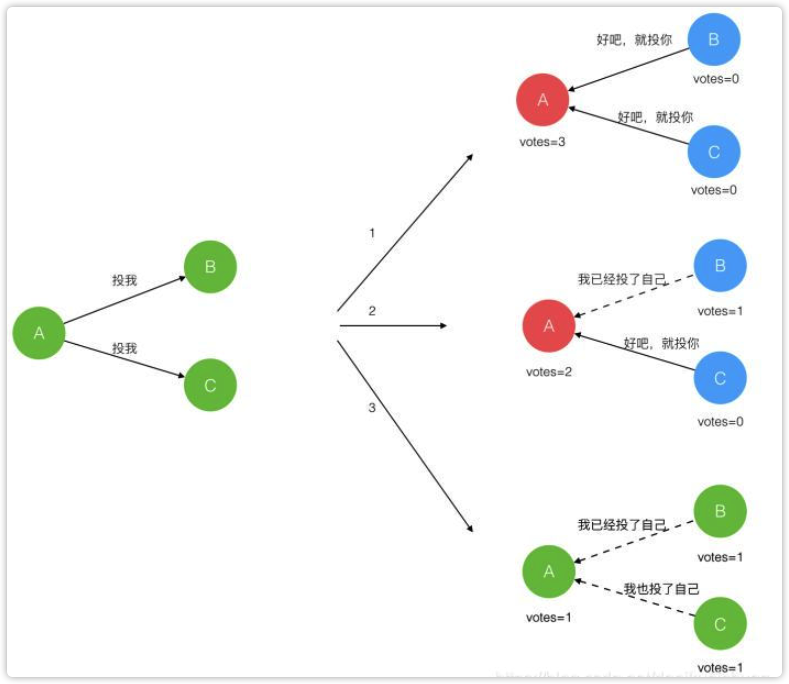 A
投我
投我
B
C
1
2
3
好吧，就投你
B
votes=0
A
votes=3
好吧，就投你
C
votes=0
我已经投了自己
B
votes=1
A
votes=2
好吧，就投你
C
votes=0
我已经投了自己
B
votes=1
A
votes=1
我也投了自己
C
votes=1